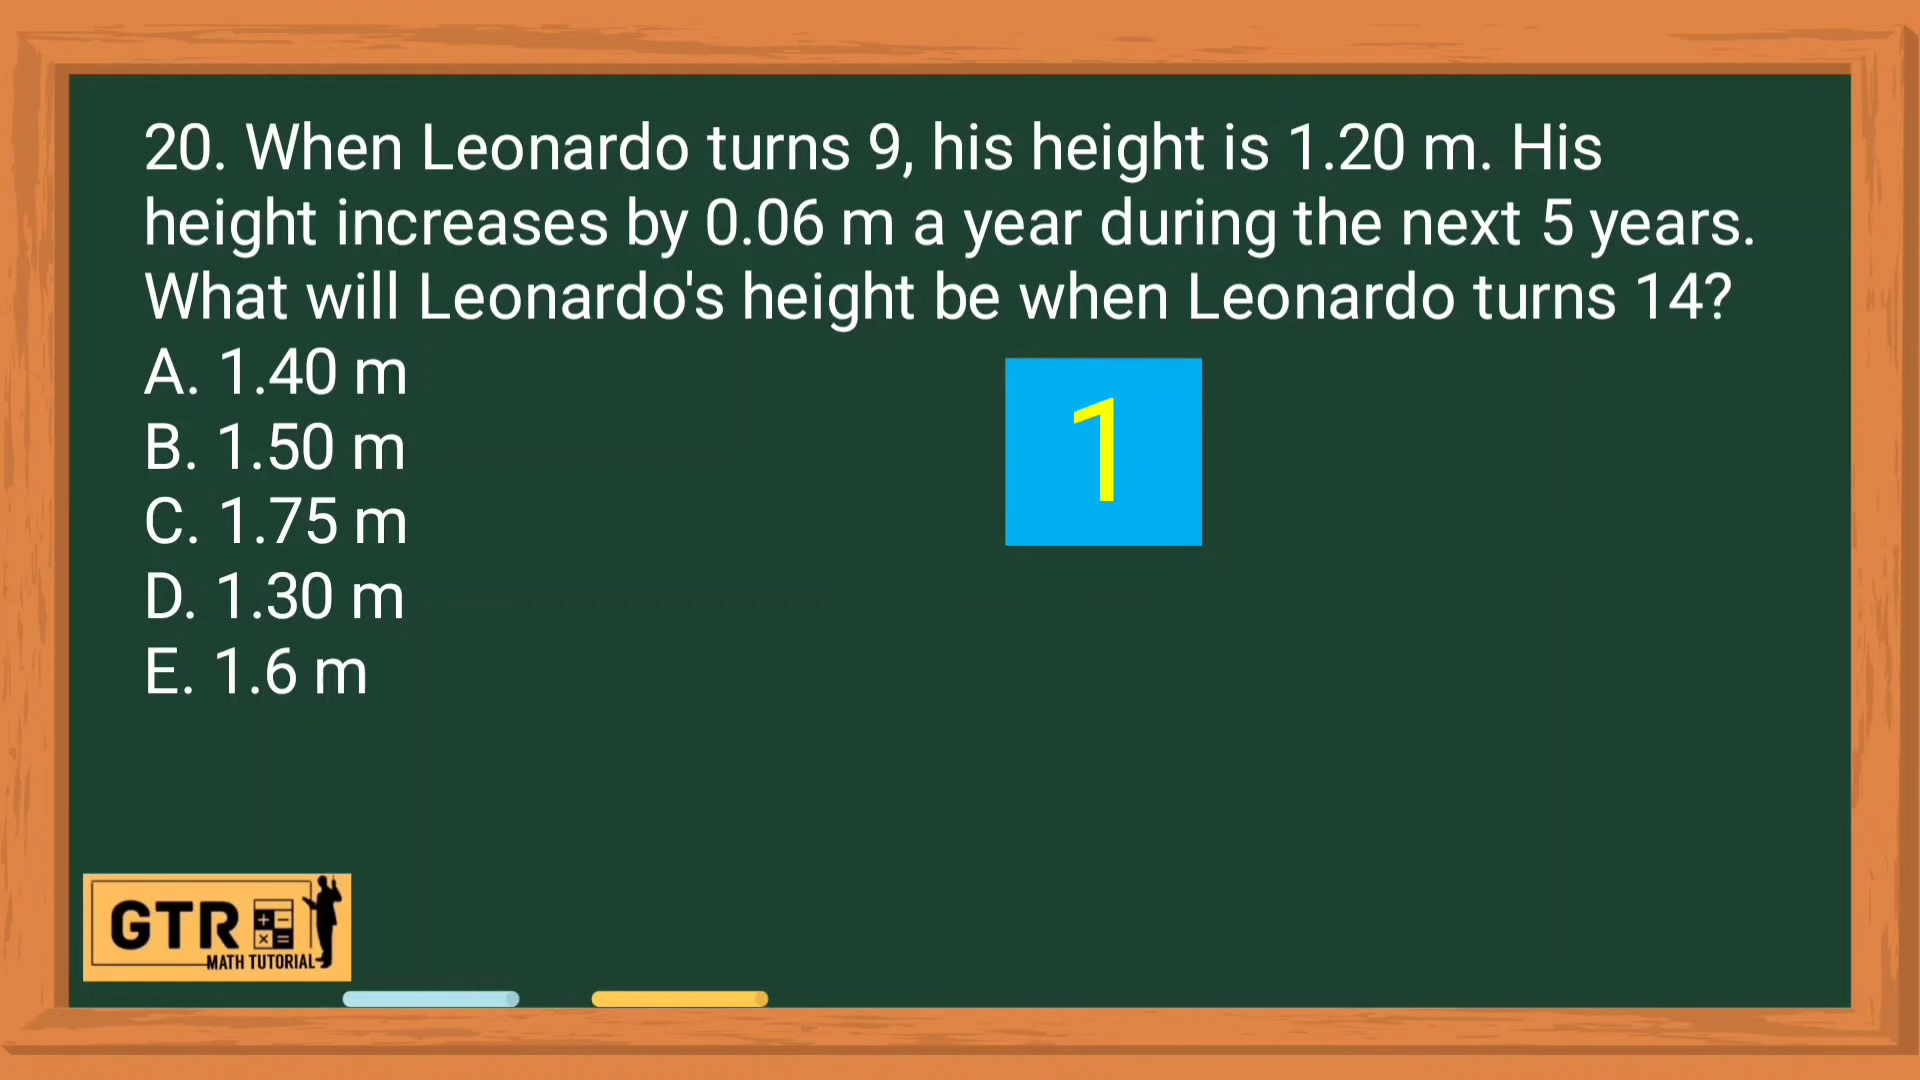 20. When Leonardo turns 9, his height is 1.20 m. His
height increases by 0.06 m a year during the next 5 years.
What will Leonardo's height be when Leonardo turns 14?
A. 1.40 m
B. 1.50 m
C. 1.75 m
D. 1.30 m
E. 1.6 m
1
GTR
MATH TUTORIAL